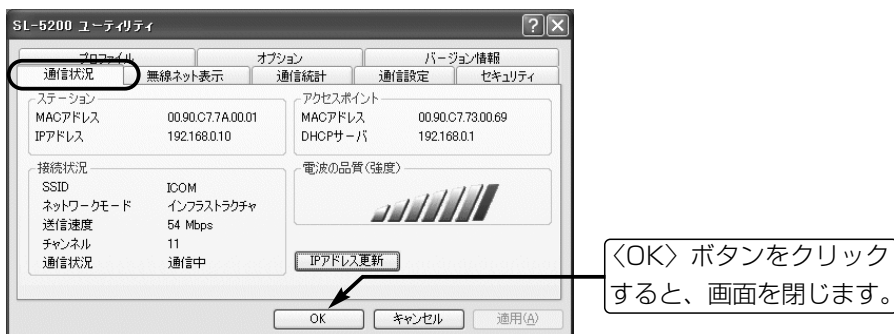 SL-5200 ユーティリティ
プロファイル オプション バージョン情報
通信状況 無線ネット表示 通信統計 通信設定 セキュリティ
ステーション
MACアドレス 00.90.C7.7A.00.01
IPアドレス 192.168.0.10
アクセスポイント
MACアドレス 00.90.C7.73.00.69
DHCPサーバ 192.168.0.1
接続状況
SSID ICOM
ネットワークモード インフラストラクチャ
送信速度 54 Mbps
チャンネル 11
通信状況 通信中
電波の品質(強度)
IPアドレス更新
OK キャンセル 適用(A)
〈OK〉ボタンをクリック
すると、画面を閉じます。